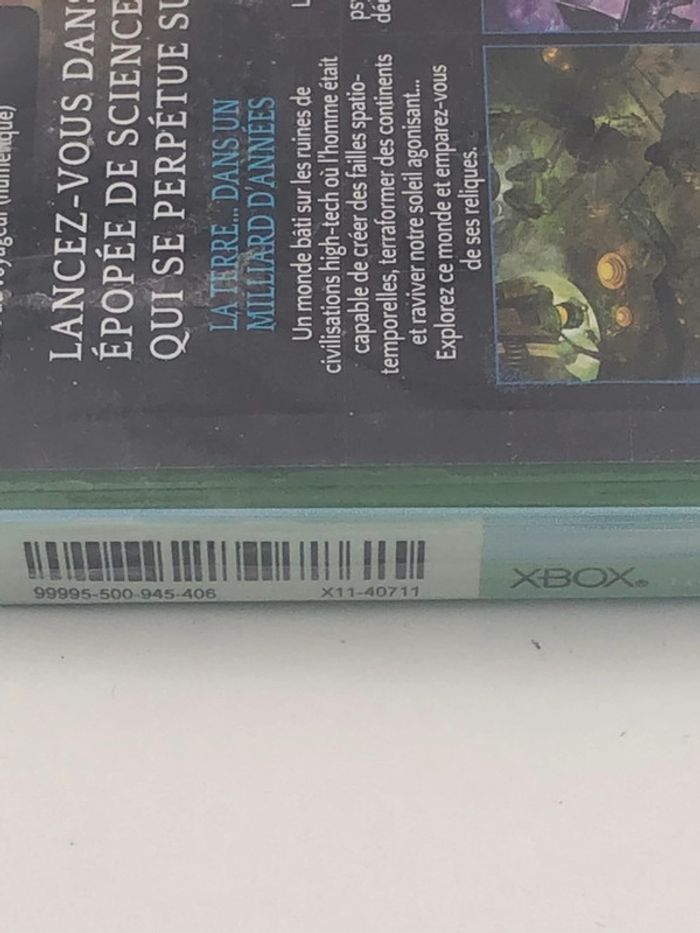 LANCEZ-VOUS DANS
ÉPOPÉE DE SCIENCE
QUI SE PERPÉTUE
LA TERRE... DANS UN
MILLIARD D'ANNÉES
Un monde bâti sur les ruines de
civilisations high-tech où l'homme était
capable de créer des failles spatio-
temporelles, terraformer des continents
et raviver notre soleil agonisant...
Explorez ce monde et emparez-vous
de ses reliques.
99995-500-945-406
X11-40711
XBOX®